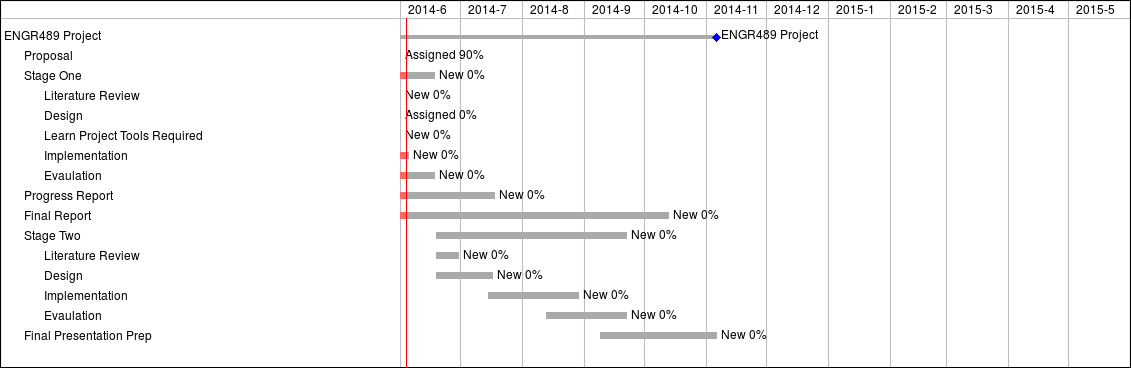 2014-6 2014-7 2014-8 2014-9 2014-10 2014-11 2014-12 2015-1 2015-2 2015-3 2015-4 2015-5
ENGR489 Project ENGR489 Project
Proposal Assigned 90%
Stage One New 0%
Literature Review New 0%
Design Assigned 0%
Learn Project Tools Required New 0%
Implementation New 0%
Evaulation New 0%
Progress Report New 0%
Final Report New 0%
Stage Two New 0%
Literature Review New 0%
Design New 0%
Implementation New 0%
Evaulation New 0%
Final Presentation Prep New 0%